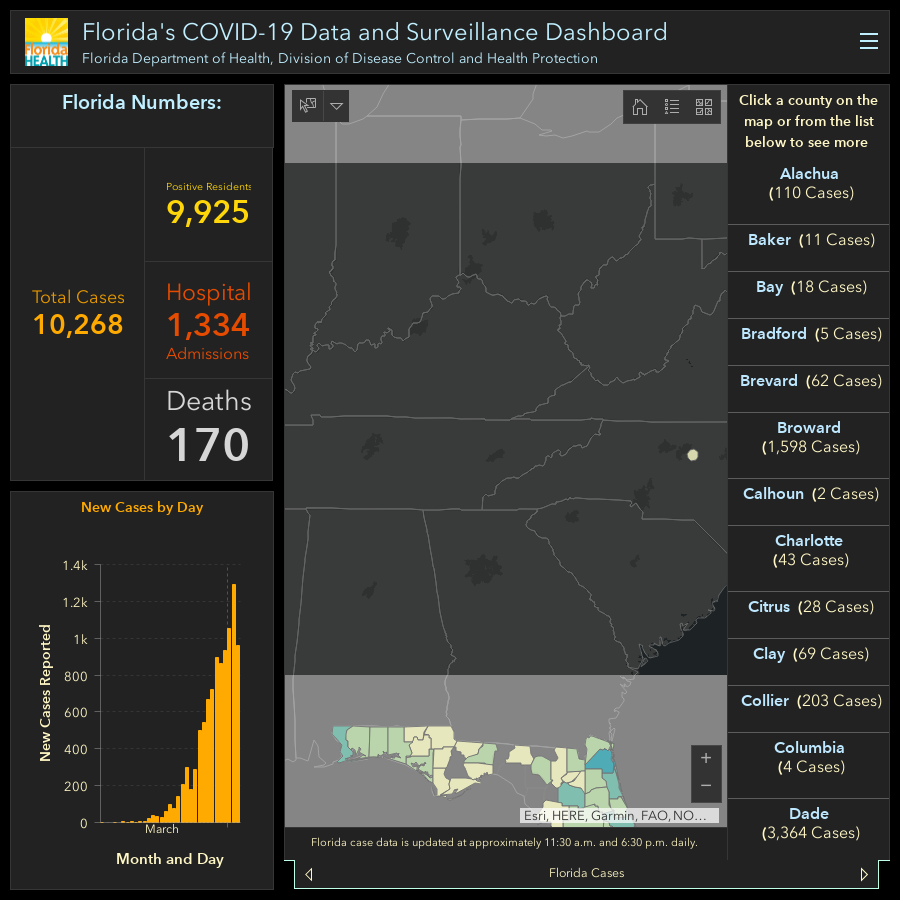 Florida
HEALTH
Florida's COVID-19 Data and Surveillance Dashboard
Florida Department of Health, Division of Disease Control and Health Protection
Florida Numbers:
Total Cases
10,268
Positive Residents
9,925
Hospital
1,334
Admissions
Deaths
170
New Cases by Day
New Cases Reported
1.4k
1.2k
1k
800
600
400
200
0
March
Month and Day
+
−
Esri, HERE, Garmin, FAO, NO...
Florida case data is updated at approximately 11:30 a.m. and 6:30 p.m. daily.
Florida Cases
Click a county on the
map or from the list
below to see more
Alachua
(110 Cases)
Baker (11 Cases)
Bay (18 Cases)
Bradford (5 Cases)
Brevard (62 Cases)
Broward
(1,598 Cases)
Calhoun (2 Cases)
Charlotte
(43 Cases)
Citrus (28 Cases)
Clay (69 Cases)
Collier (203 Cases)
Columbia
(4 Cases)
Dade
(3,364 Cases)